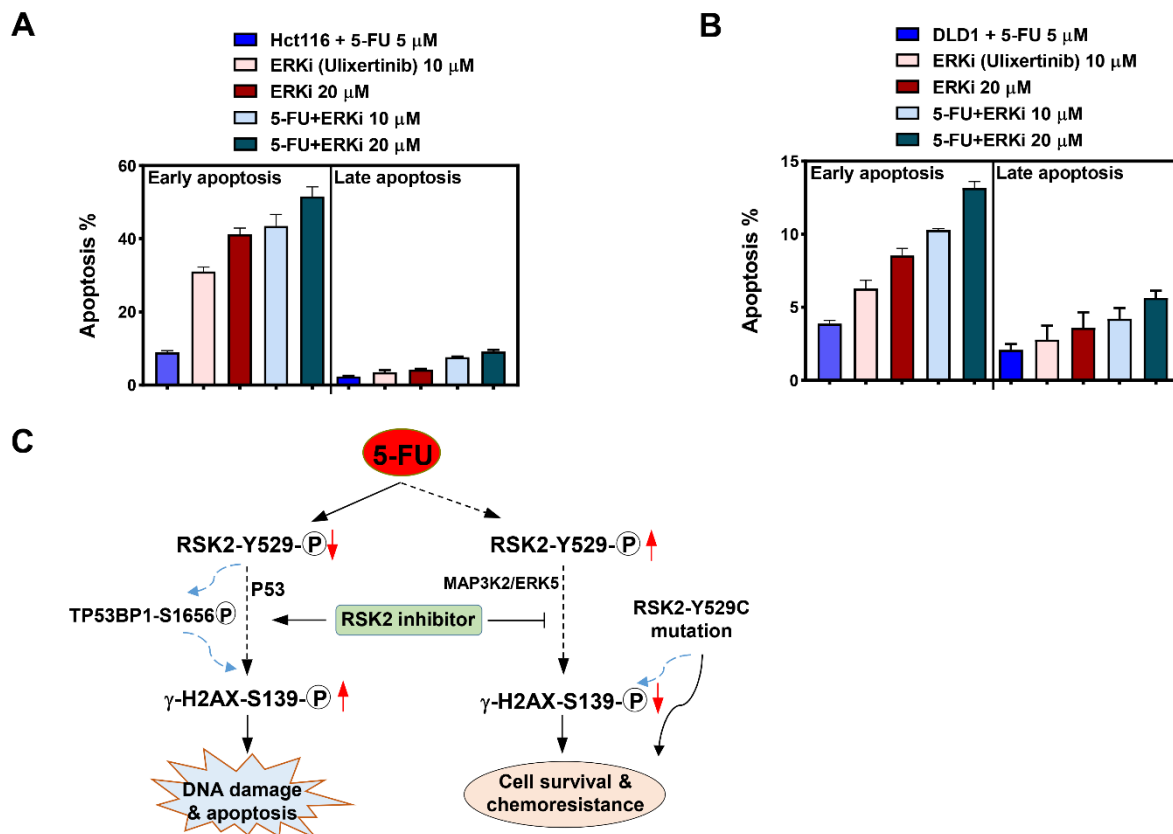 A
Hct116 + 5-FU 5 μM
ERKi (Ulixertinib) 10 μM
ERKi 20 μM
5-FU+ERKi 10 μM
5-FU+ERKi 20 μM
Apoptosis %
60
40
20
0
Early apoptosis
Late apoptosis
B
DLD1 + 5-FU 5 μM
ERKi (Ulixertinib) 10 μM
ERKi 20 μM
5-FU+ERKi 10 μM
5-FU+ERKi 20 μM
Apoptosis %
15
10
5
0
Early apoptosis
Late apoptosis
C
5-FU
RSK2-Y529-P
RSK2-Y529-P
P53
MAP3K2/ERK5
TP53BP1-S1656 P
RSK2 inhibitor
RSK2-Y529C
mutation
γ-H2AX-S139-P
γ-H2AX-S139-P
DNA damage
& apoptosis
Cell survival &
chemoresistance